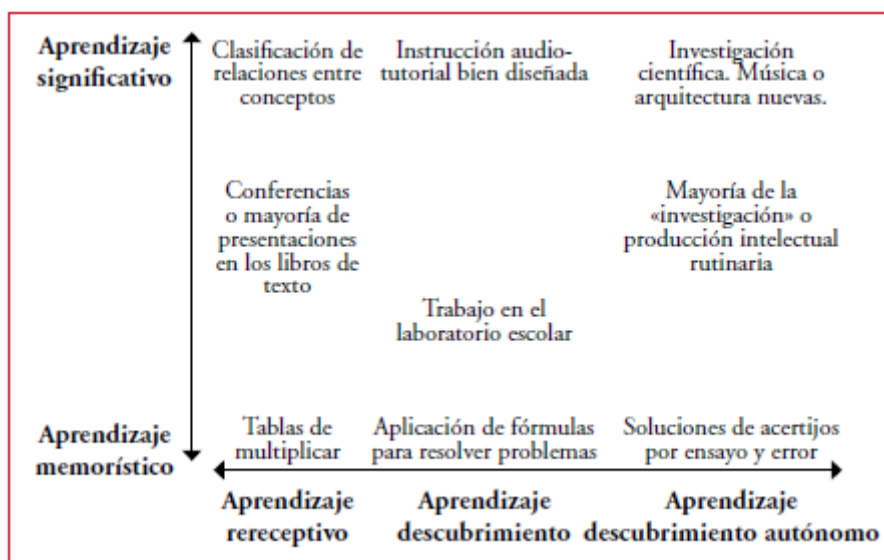 Aprendizaje
significativo
Clasificación de
relaciones entre
conceptos
Instrucción audio-
tutorial bien diseñada
Investigación
científica. Música o
arquitectura nuevas.
Conferencias
o mayoría de
presentaciones
en los libros de
texto
Mayoría de la
«investigación» o
producción intelectual
rutinaria
Trabajo en el
laboratorio escolar
Aprendizaje
memorístico
Tablas de
multiplicar
Aplicación de fórmulas
para resolver problemas
Soluciones de acertijos
por ensayo y error
Aprendizaje
rereceptivo
Aprendizaje
descubrimiento
Aprendizaje
descubrimiento autónomo